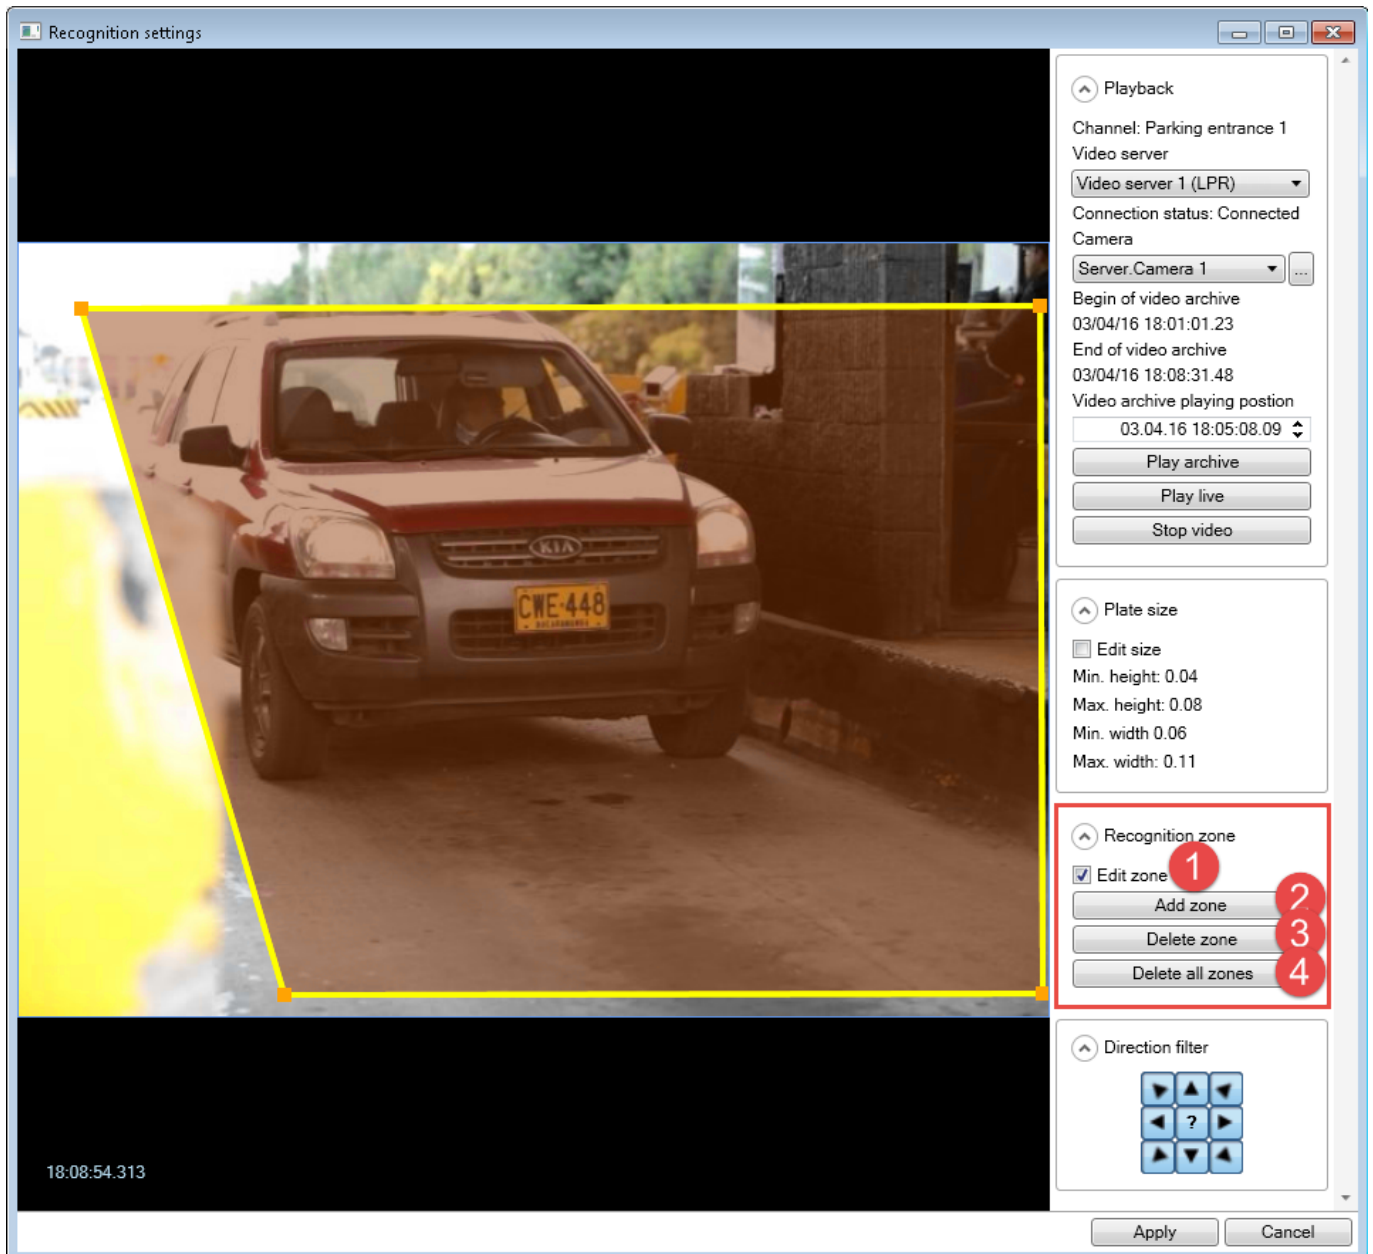 Recognition settings
Playback
Channel: Parking entrance 1
Video server
Video server 1 (LPR)
Connection status: Connected
Camera
Server.Camera 1
...
Begin of video archive
03/04/16 18:01:01.23
End of video archive
03/04/16 18:08:31.48
Video archive playing postion
03.04.16 18:05:08.09
Play archive
Play live
Stop video
KIA
CWE·448
BUCARAMANGA
Plate size
Edit size
Min. height: 0.04
Max. height: 0.08
Min. width 0.06
Max. width: 0.11
Recognition zone
Edit zone
1
Add zone
2
Delete zone
3
Delete all zones
4
Direction filter
?
18:08:54.313
Apply
Cancel